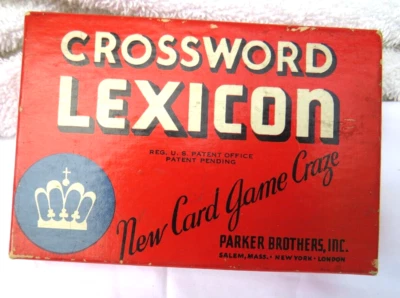 CROSSWORD
LEXICON
REG. U. S. PATENT OFFICE
PATENT PENDING
New Card Game Craze
PARKER BROTHERS, INC.
SALEM, MASS. • NEW YORK • LONDON